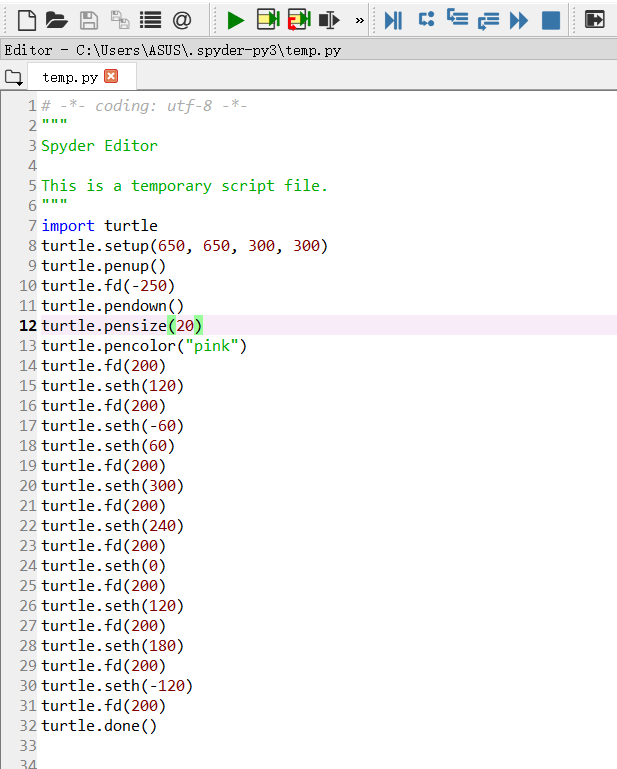 @ »
Editor - C:\Users\ASUS\.spyder-py3\temp.py
temp.py
1 # -*- coding: utf-8 -*-
2 """
3 Spyder Editor
4
5 This is a temporary script file.
6 """
7 import turtle
8 turtle.setup(650, 650, 300, 300)
9 turtle.penup()
10 turtle.fd(-250)
11 turtle.pendown()
12 turtle.pensize(20)
13 turtle.pencolor("pink")
14 turtle.fd(200)
15 turtle.seth(120)
16 turtle.fd(200)
17 turtle.seth(-60)
18 turtle.seth(60)
19 turtle.fd(200)
20 turtle.seth(300)
21 turtle.fd(200)
22 turtle.seth(240)
23 turtle.fd(200)
24 turtle.seth(0)
25 turtle.fd(200)
26 turtle.seth(120)
27 turtle.fd(200)
28 turtle.seth(180)
29 turtle.fd(200)
30 turtle.seth(-120)
31 turtle.fd(200)
32 turtle.done()
33
34